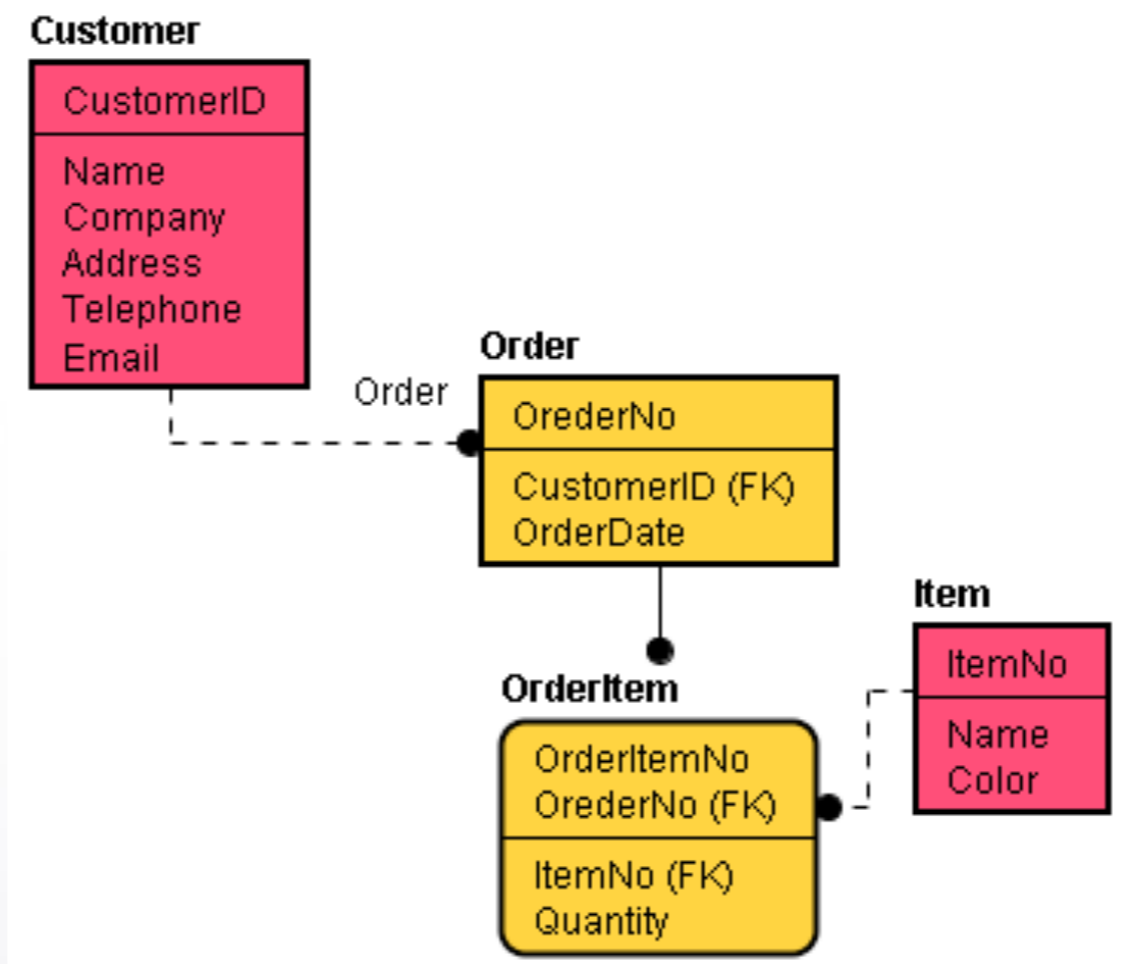 Customer
CustomerID
Name
Company
Address
Telephone
Email
Order
Order
OrederNo
CustomerID (FK)
OrderDate
Item
ItemNo
Name
Color
OrderItem
OrderItemNo
OrederNo (FK)
ItemNo (FK)
Quantity